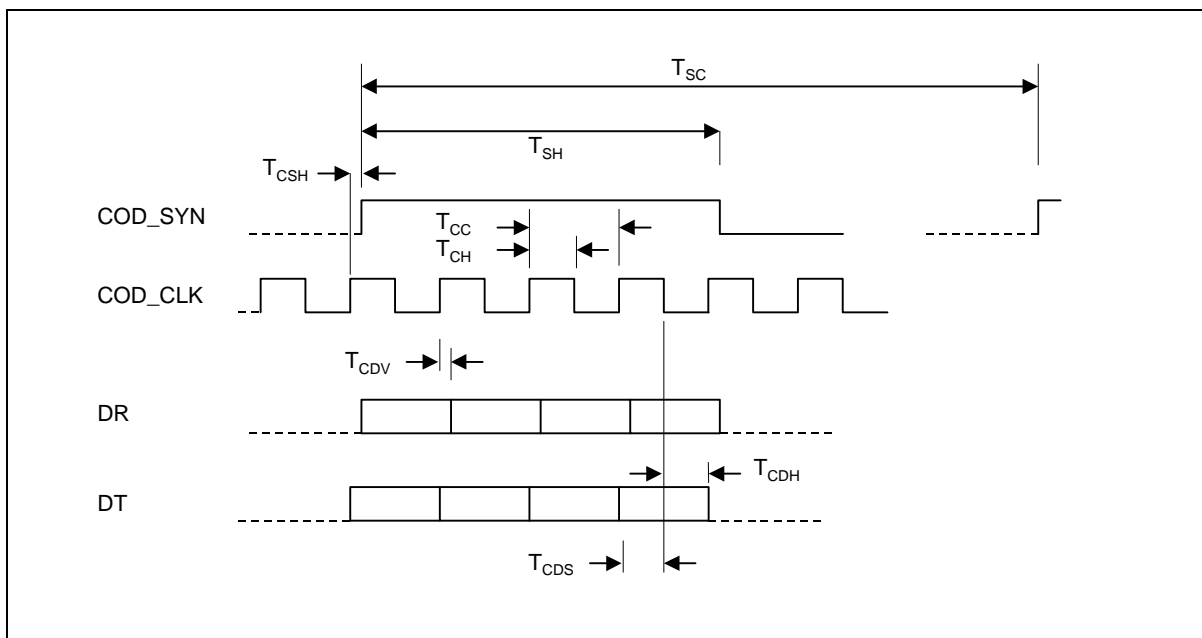 T_SC
T_SH
T_CSH
COD_SYN
T_CC
T_CH
COD_CLK
T_CDV
DR
T_CDH
DT
T_CDS